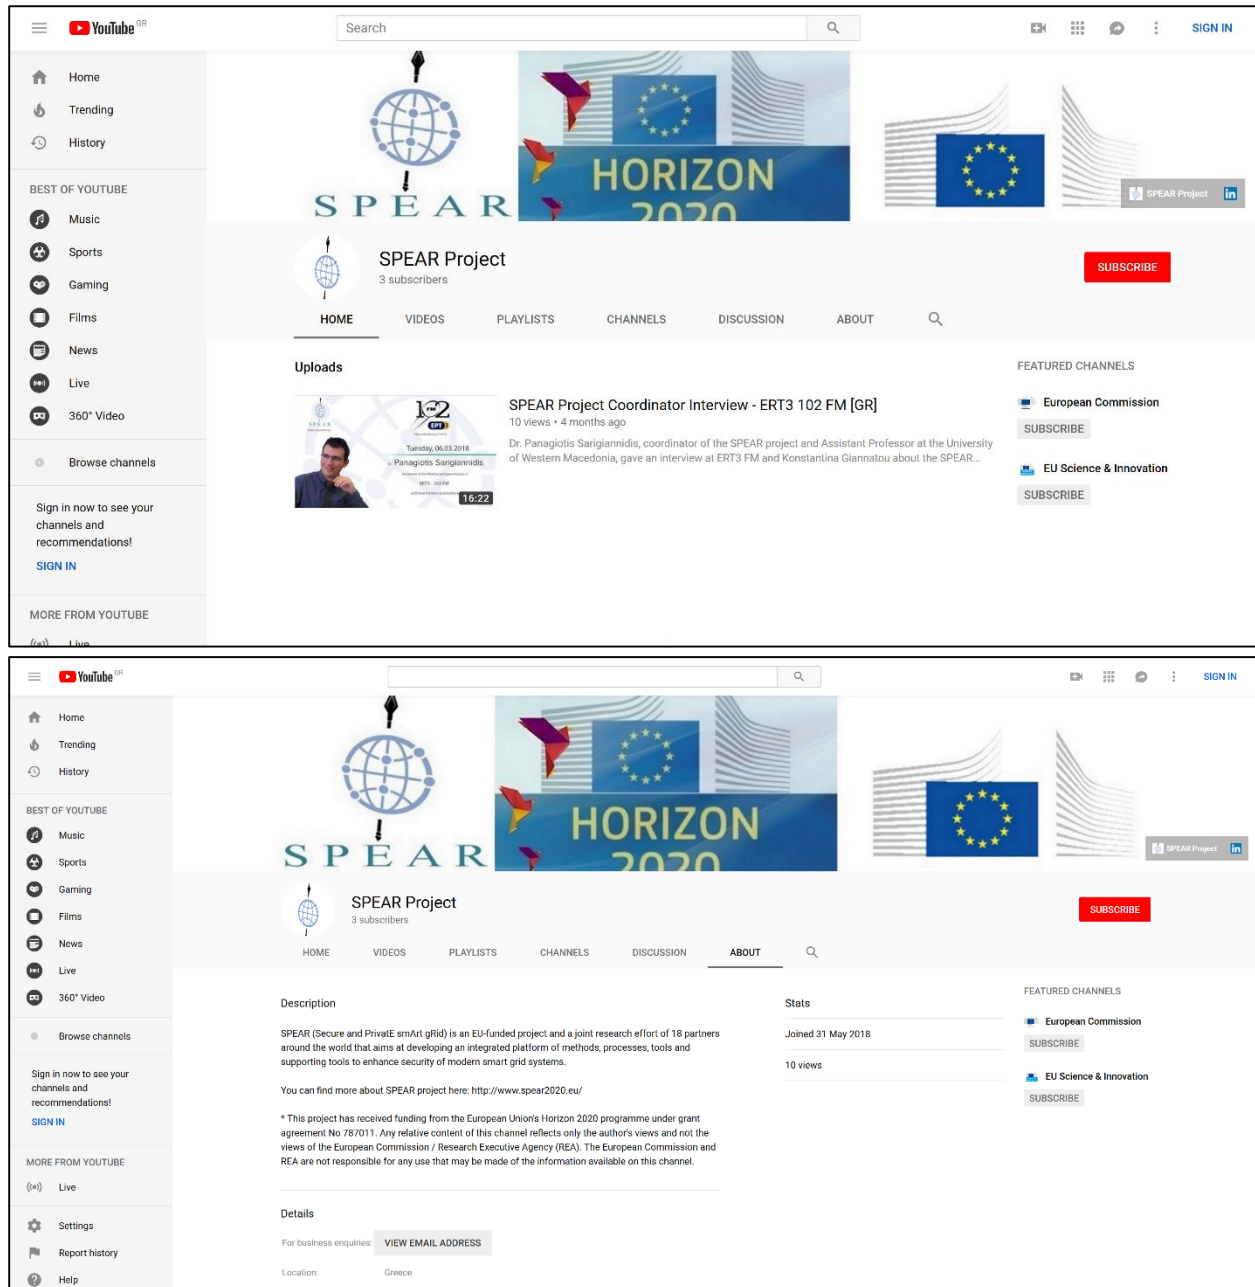 YouTube GR
Search
SIGN IN
Home
Trending
History
BEST OF YOUTUBE
Music
Sports
Gaming
Films
News
Live
360° Video
Browse channels
Sign in now to see your
channels and
recommendations!
SIGN IN
MORE FROM YOUTUBE
Live
SPEAR
HORIZON
2020
SPEAR Project
in
SPEAR Project
3 subscribers
SUBSCRIBE
HOME VIDEOS PLAYLISTS CHANNELS DISCUSSION ABOUT
Uploads
SPEAR
102
FM
ΕΡΤ3
Tuesday, 06.03.2018
Panagiotis Sarigiannidis
ERT3 - 102 FM
16:22
SPEAR Project Coordinator Interview - ERT3 102 FM [GR]
10 views • 4 months ago
Dr. Panagiotis Sarigiannidis, coordinator of the SPEAR project and Assistant Professor at the University
of Western Macedonia, gave an interview at ERT3 FM and Konstantina Giannatou about the SPEAR...
FEATURED CHANNELS
European Commission
SUBSCRIBE
EU Science & Innovation
SUBSCRIBE
YouTube GR
SIGN IN
Home
Trending
History
BEST OF YOUTUBE
Music
Sports
Gaming
Films
News
Live
360° Video
Browse channels
Sign in now to see your
channels and
recommendations!
SIGN IN
MORE FROM YOUTUBE
Live
Settings
Report history
Help
SPEAR
HORIZON
2020
SPEAR Project
in
SPEAR Project
3 subscribers
SUBSCRIBE
HOME VIDEOS PLAYLISTS CHANNELS DISCUSSION ABOUT
Description
SPEAR (Secure and PrivatE smArt gRid) is an EU-funded project and a joint research effort of 18 partners
around the world that aims at developing an integrated platform of methods, processes, tools and
supporting tools to enhance security of modern smart grid systems.
You can find more about SPEAR project here: http://www.spear2020.eu/
* This project has received funding from the European Union's Horizon 2020 programme under grant
agreement No 787011. Any relative content of this channel reflects only the author's views and not the
views of the European Commission / Research Executive Agency (REA). The European Commission and
REA are not responsible for any use that may be made of the information available on this channel.
Details
For business enquiries: VIEW EMAIL ADDRESS
Location: Greece
Stats
Joined 31 May 2018
10 views
FEATURED CHANNELS
European Commission
SUBSCRIBE
EU Science & Innovation
SUBSCRIBE